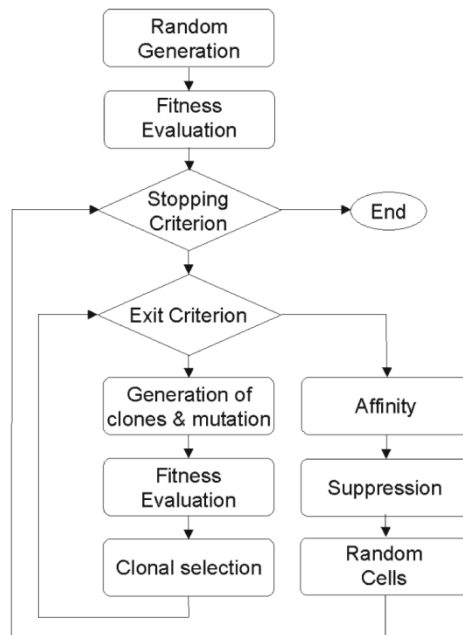 Random
Generation
Fitness
Evaluation
Stopping
Criterion
End
Exit Criterion
Generation of
clones & mutation
Affinity
Fitness
Evaluation
Suppression
Clonal selection
Random
Cells